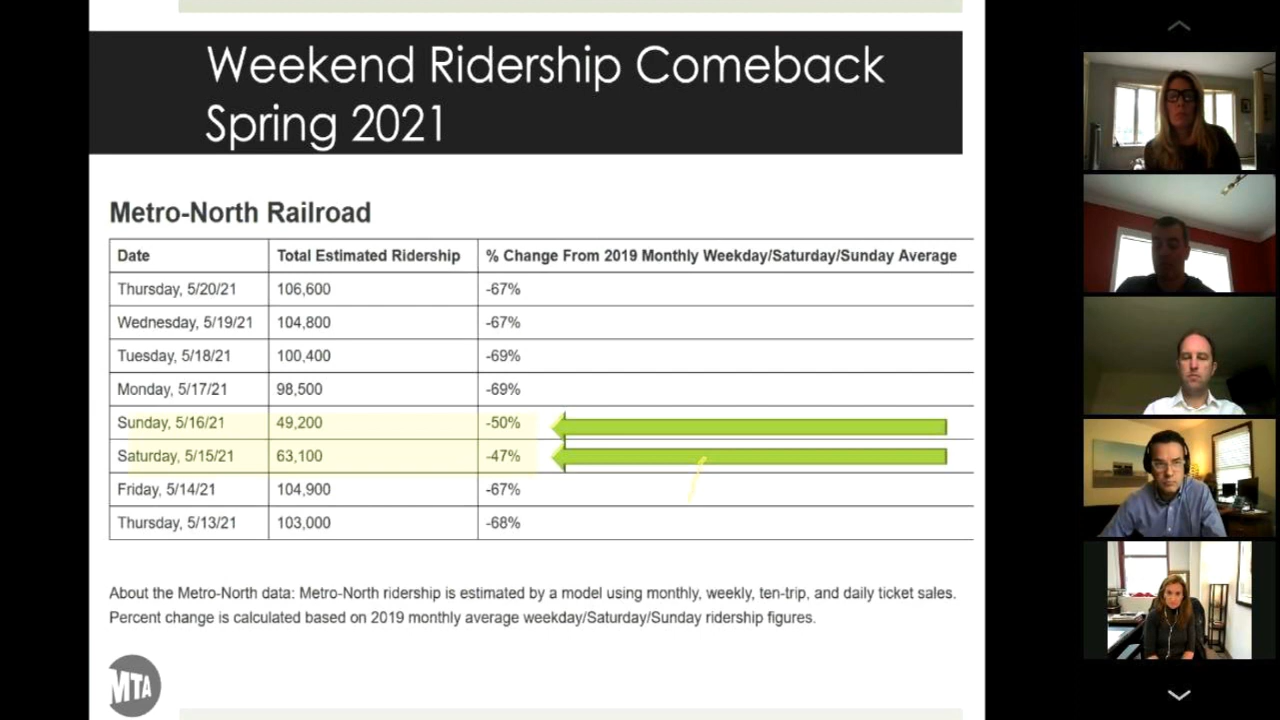 Weekend Ridership Comeback
Spring 2021
Metro-North Railroad
Date Total Estimated Ridership % Change From 2019 Monthly Weekday/Saturday/Sunday Average
Thursday, 5/20/21 106,600 -67%
Wednesday, 5/19/21 104,800 -67%
Tuesday, 5/18/21 100,400 -69%
Monday, 5/17/21 98,500 -69%
Sunday, 5/16/21 49,200 -50%
Saturday, 5/15/21 63,100 -47%
Friday, 5/14/21 104,900 -67%
Thursday, 5/13/21 103,000 -68%
About the Metro-North data: Metro-North ridership is estimated by a model using monthly, weekly, ten-trip, and daily ticket sales.
Percent change is calculated based on 2019 monthly average weekday/Saturday/Sunday ridership figures.
MTA